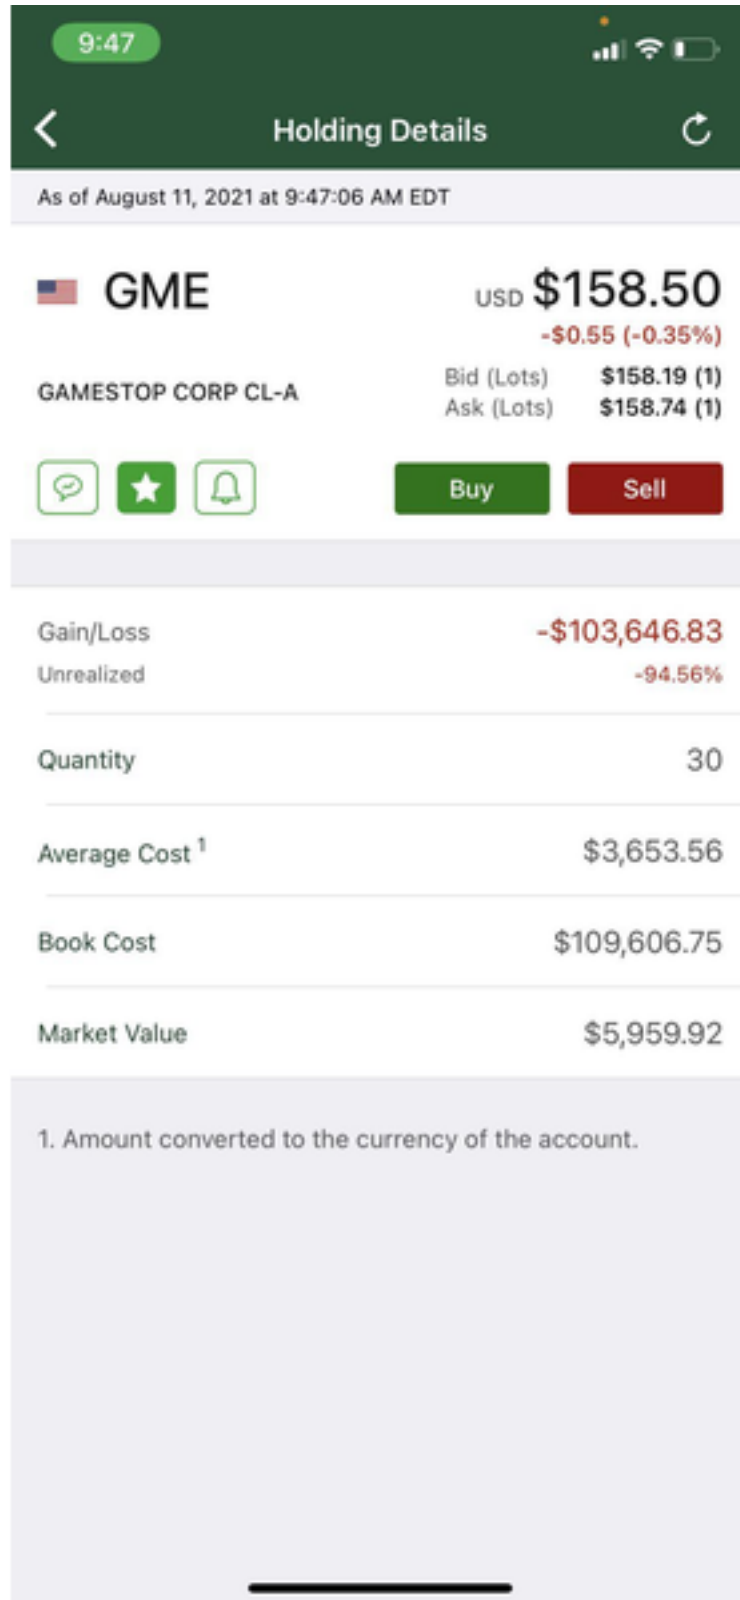 9:47
Holding Details
As of August 11, 2021 at 9:47:06 AM EDT
GME
USD $158.50
-$0.55 (-0.35%)
GAMESTOP CORP CL-A
Bid (Lots) $158.19 (1)
Ask (Lots) $158.74 (1)
Buy
Sell
Gain/Loss -$103,646.83
Unrealized -94.56%
Quantity 30
Average Cost 1 $3,653.56
Book Cost $109,606.75
Market Value $5,959.92
1. Amount converted to the currency of the account.